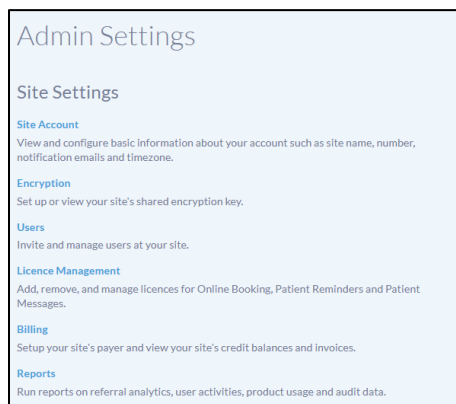 Admin Settings
Site Settings
Site Account
View and configure basic information about your account such as site name, number,
notification emails and timezone.
Encryption
Set up or view your site's shared encryption key.
Users
Invite and manage users at your site.
Licence Management
Add, remove, and manage licences for Online Booking, Patient Reminders and Patient
Messages.
Billing
Setup your site's payer and view your site's credit balances and invoices.
Reports
Run reports on referral analytics, user activities, product usage and audit data.